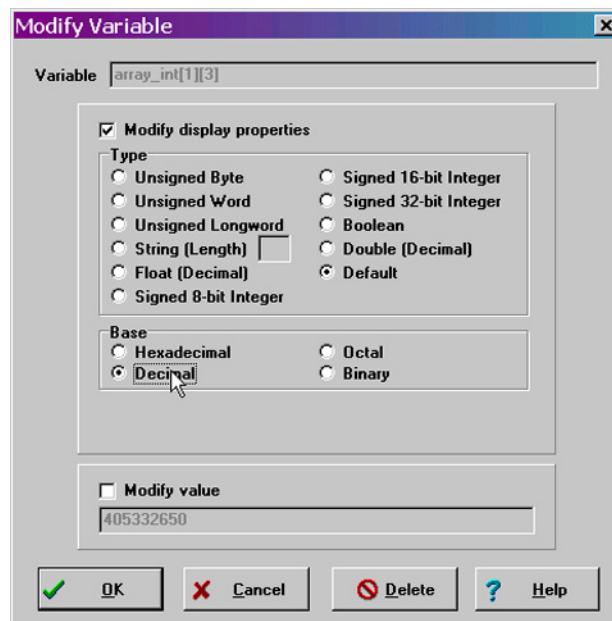 Modify Variable
Variable array_int[1][3]
Modify display properties
Type
Unsigned Byte
Signed 16-bit Integer
Unsigned Word
Signed 32-bit Integer
Unsigned Longword
Boolean
String (Length)
Double (Decimal)
Float (Decimal)
Default
Signed 8-bit Integer
Base
Hexadecimal
Octal
Decimal
Binary
Modify value
405332650
OK
Cancel
Delete
? Help